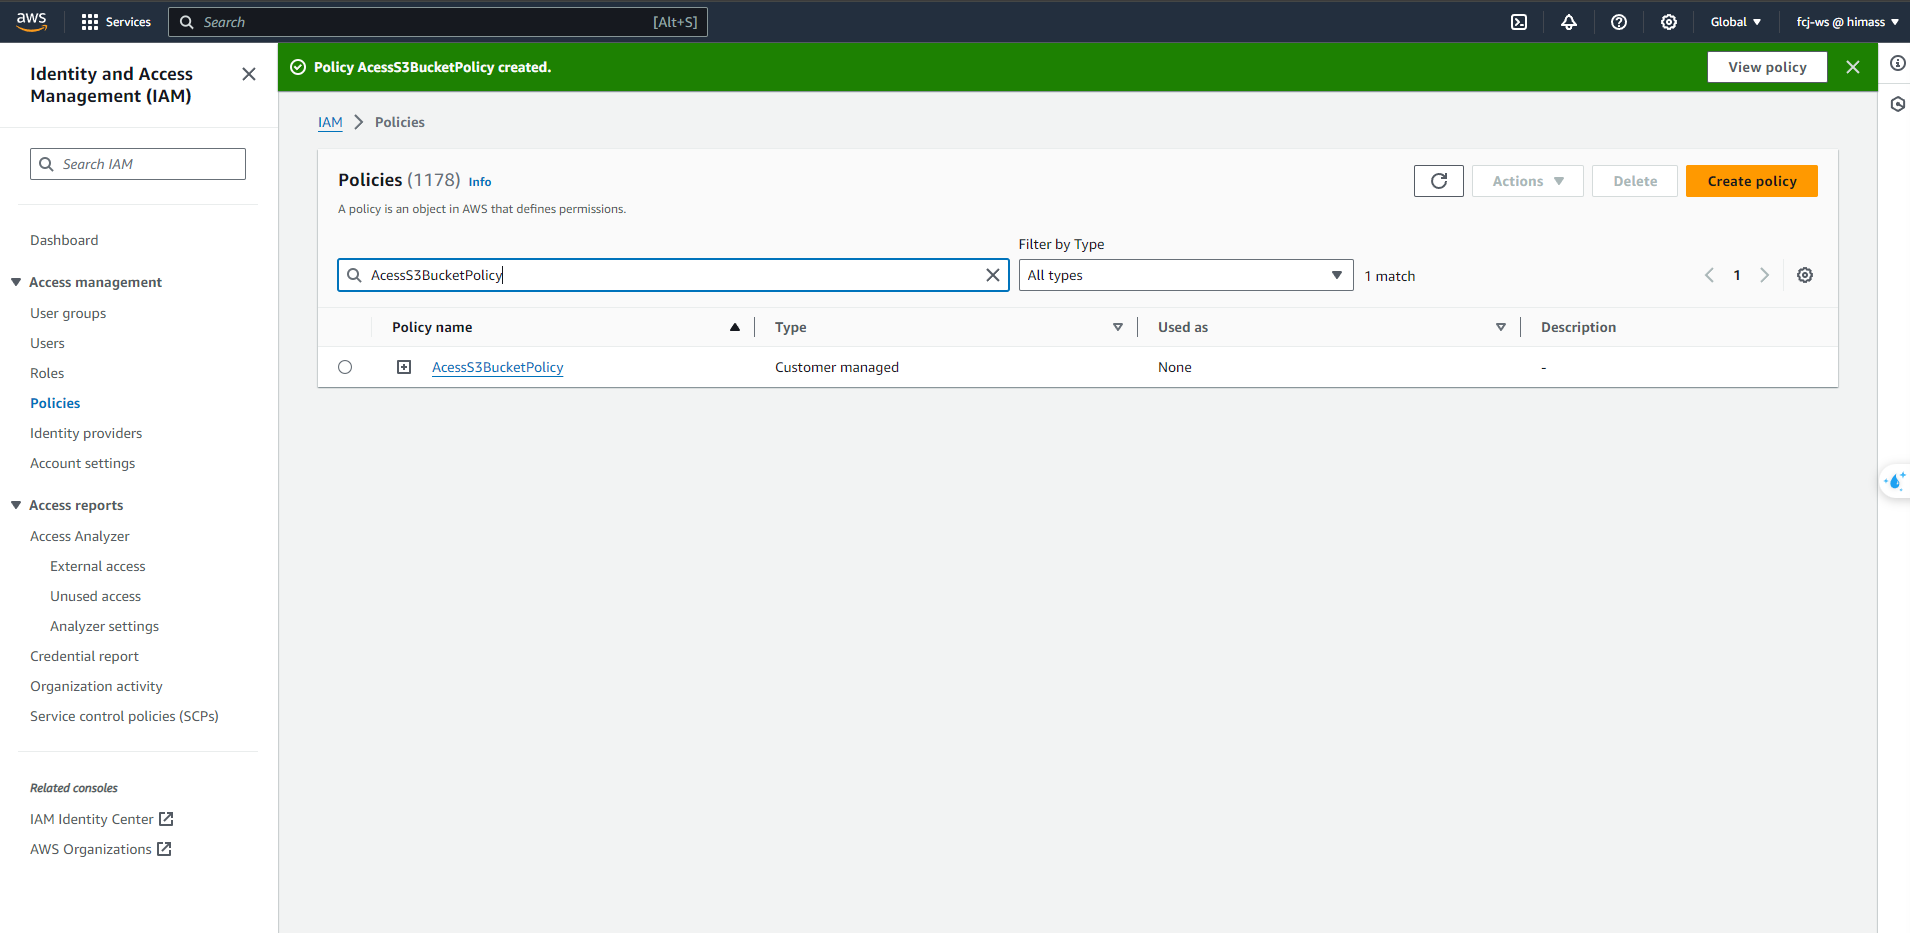 aws
Services
Search
[Alt+S]
Global
fcj-ws @ himass
Identity and Access
Management (IAM)
Search IAM
Dashboard
Access management
User groups
Users
Roles
Policies
Identity providers
Account settings
Access reports
Access Analyzer
External access
Unused access
Analyzer settings
Credential report
Organization activity
Service control policies (SCPs)
Related consoles
IAM Identity Center
AWS Organizations
Policy AcessS3BucketPolicy created.
View policy
IAM > Policies
Policies (1178) Info
A policy is an object in AWS that defines permissions.
Actions
Delete
Create policy
Filter by Type
AcessS3BucketPolicy
All types
1 match
1
Policy name
Type
Used as
Description
AcessS3BucketPolicy
Customer managed
None
-